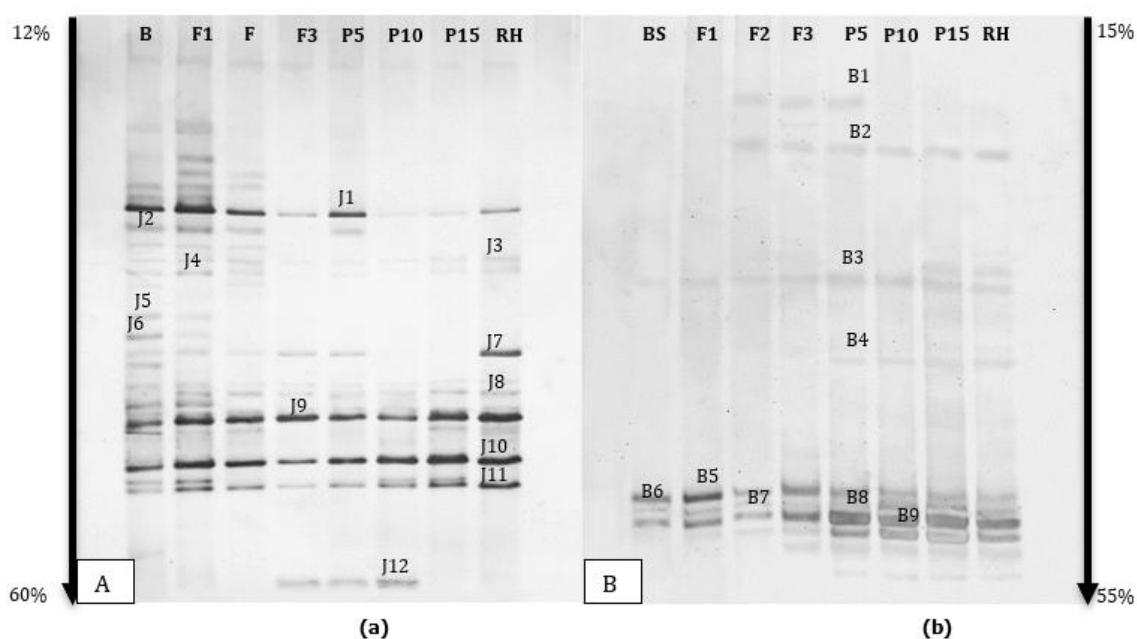 12% B F1 F F3 P5 P10 P15 RH BS F1 F2 F3 P5 P10 P15 RH 15%
B1
B2
J2 J1
J3 B3
J4
J5
J6
J7 B4
J8
J9
J10
J11 B6 B5 B7 B8
B9
J12
60% A B 55%
(a) (b)